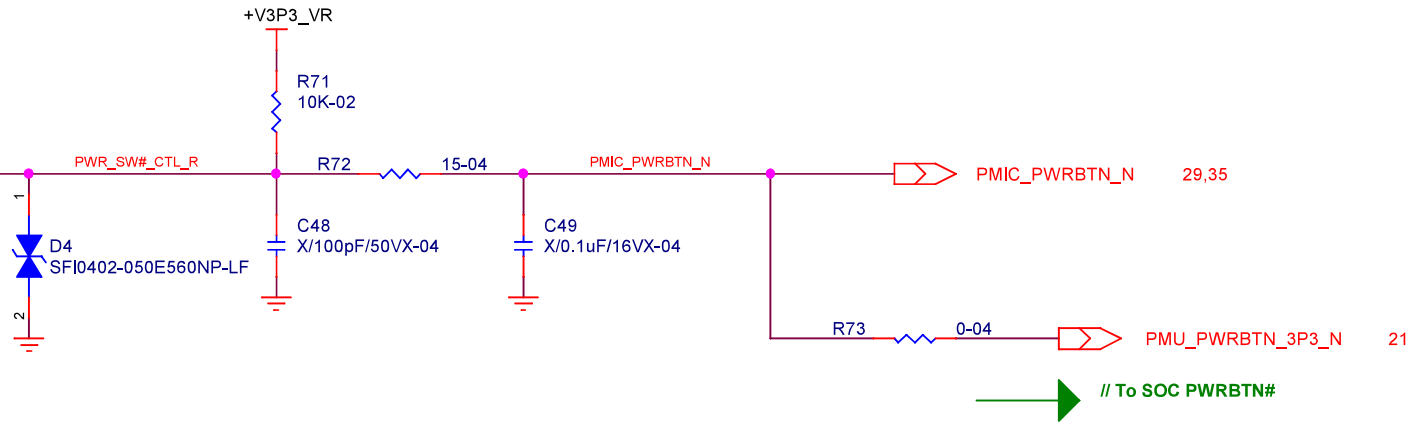 +V3P3_VR
R71
10K-02
PWR_SW#_CTL_R
R72
15-04
PMIC_PWRBTN_N
PMIC_PWRBTN_N
29,35
1
D4
SFI0402-050E560NP-LF
2
C48
X/100pF/50VX-04
C49
X/0.1uF/16VX-04
R73
0-04
PMU_PWRBTN_3P3_N
21
// To SOC PWRBTN#